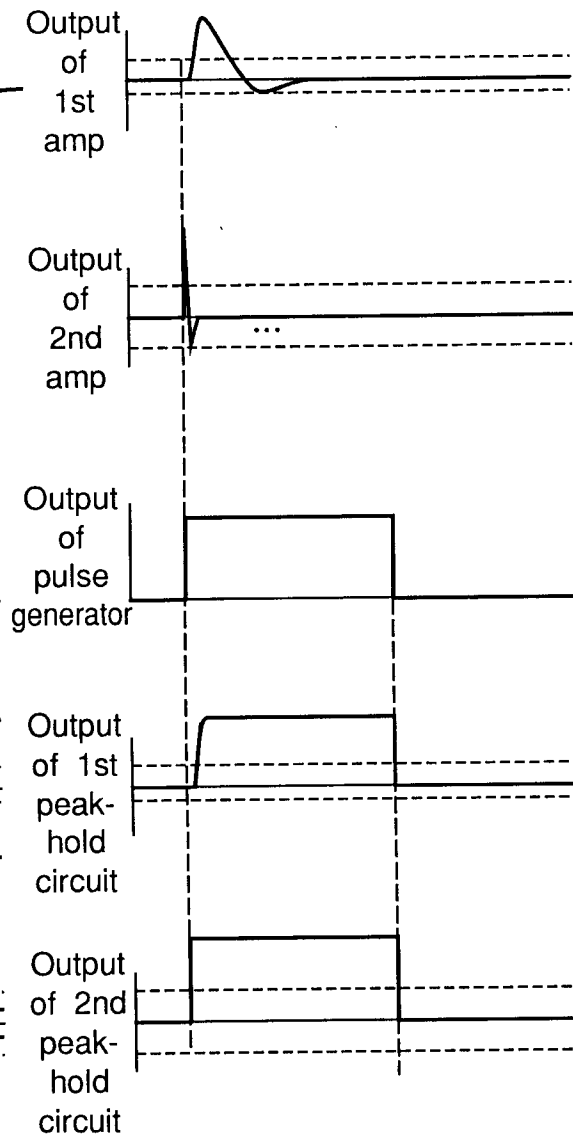 Output
of
1st
amp
Output
of
2nd
amp
...
Output
of
pulse
generator
Output
of 1st
peak-
hold
circuit
Output
of 2nd
peak-
hold
circuit